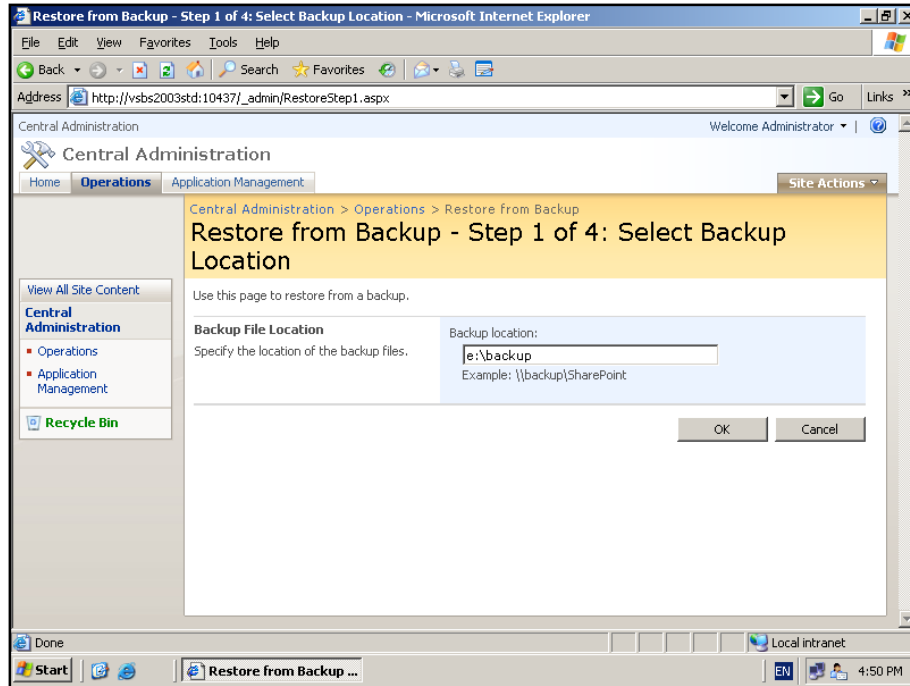 Restore from Backup - Step 1 of 4: Select Backup Location - Microsoft Internet Explorer
File Edit View Favorites Tools Help
Back Search Favorites
Address http://vsbs2003std:10437/_admin/RestoreStep1.aspx Go Links »
Central Administration Welcome Administrator |
Central Administration
Home Operations Application Management Site Actions
Central Administration > Operations > Restore from Backup
Restore from Backup - Step 1 of 4: Select Backup
Location
View All Site Content
Central
Administration
Operations
Application
Management
Recycle Bin
Use this page to restore from a backup.
Backup File Location
Specify the location of the backup files.
Backup location:
e:\backup
Example: \\backup\SharePoint
OK Cancel
Done Local intranet
Start Restore from Backup ... EN 4:50 PM